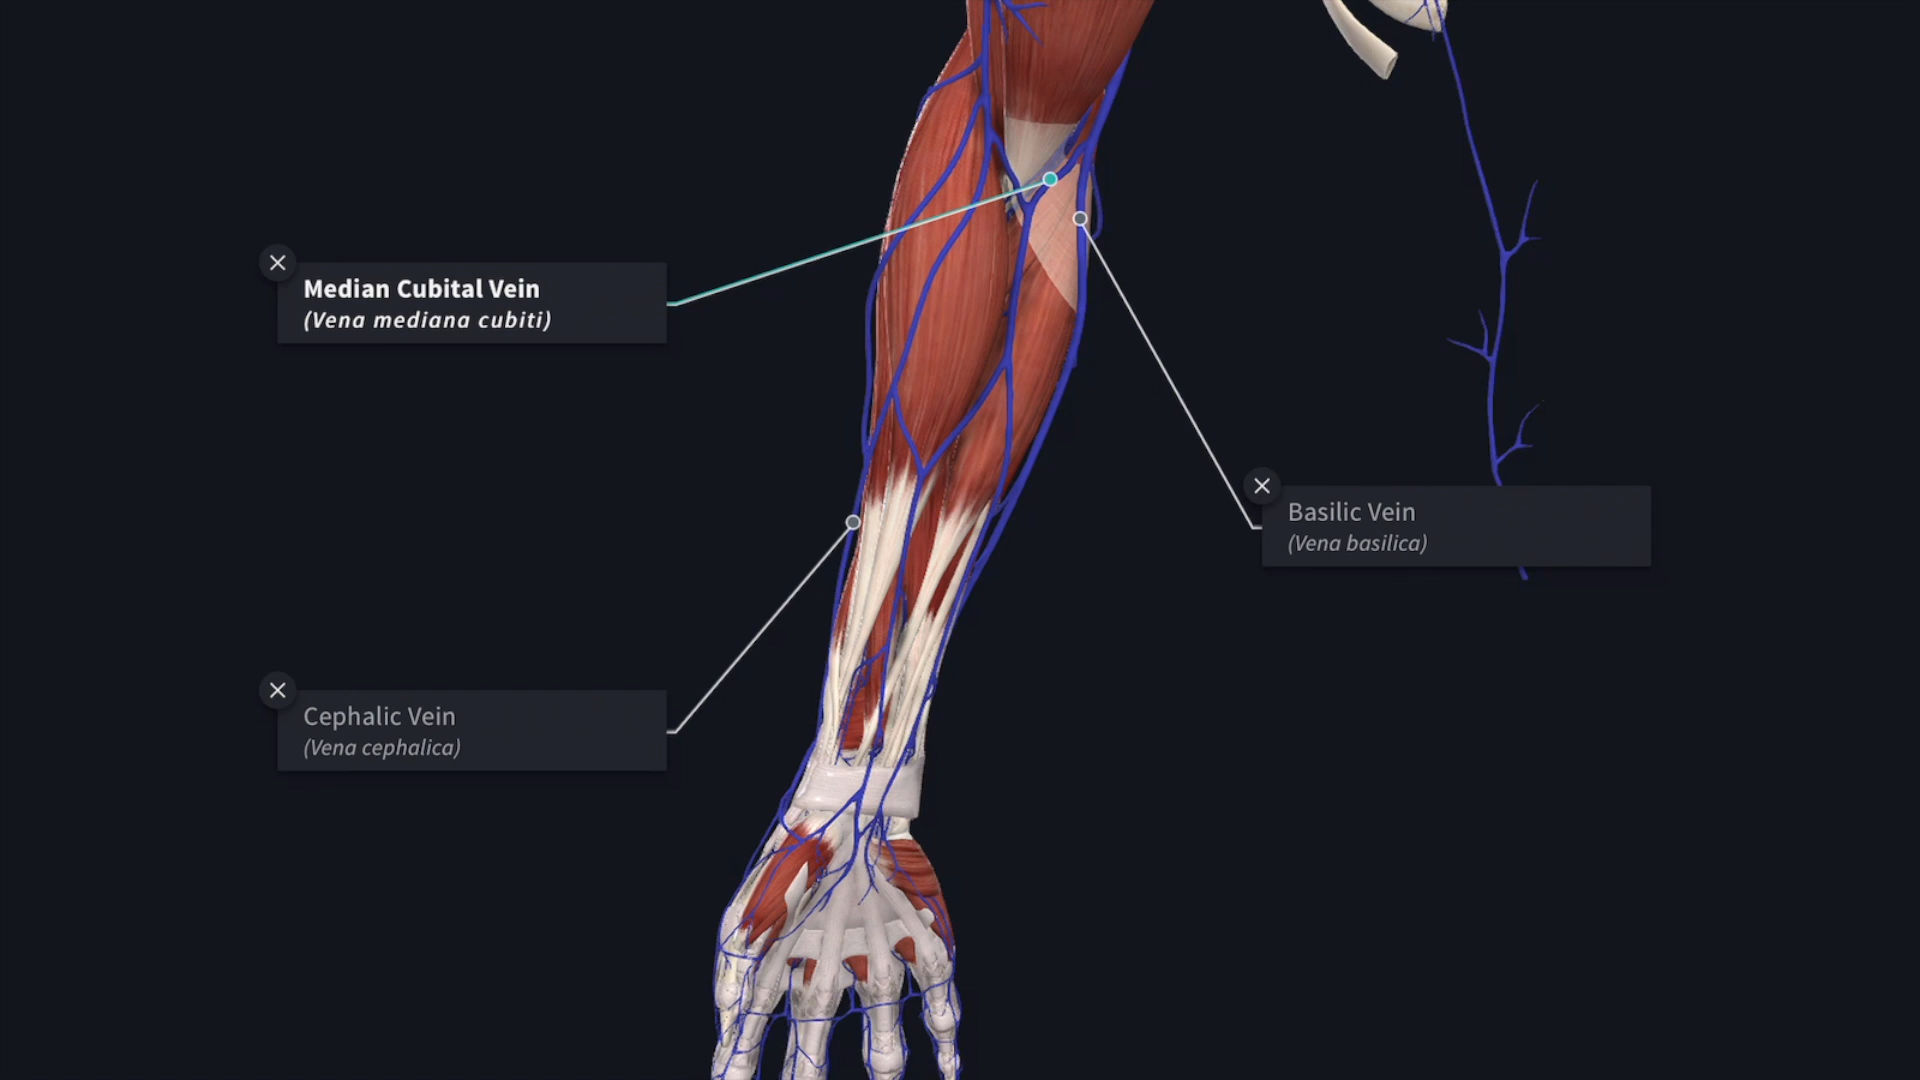 Median Cubital Vein
(Vena mediana cubiti)
Basilic Vein
(Vena basilica)
Cephalic Vein
(Vena cephalica)